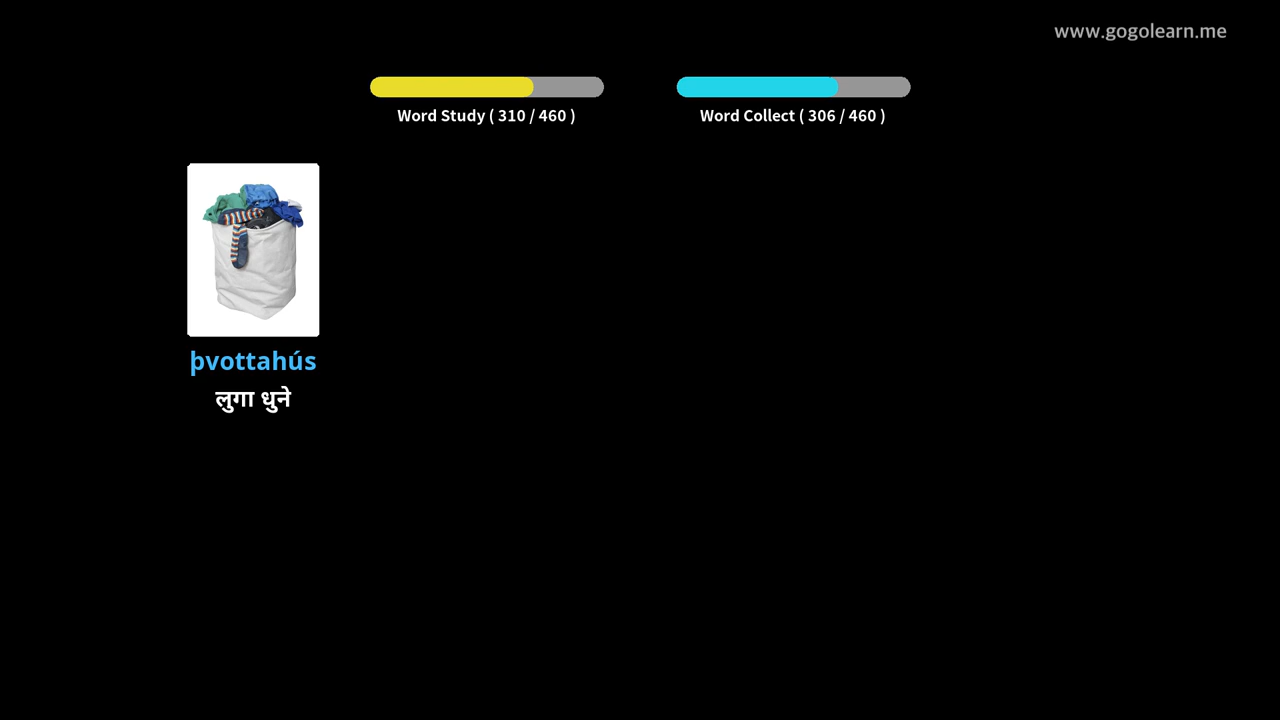 www.gogolearn.me
Word Study ( 310 / 460 )
Word Collect ( 306 / 460 )
þvottahús
लुगा धुने